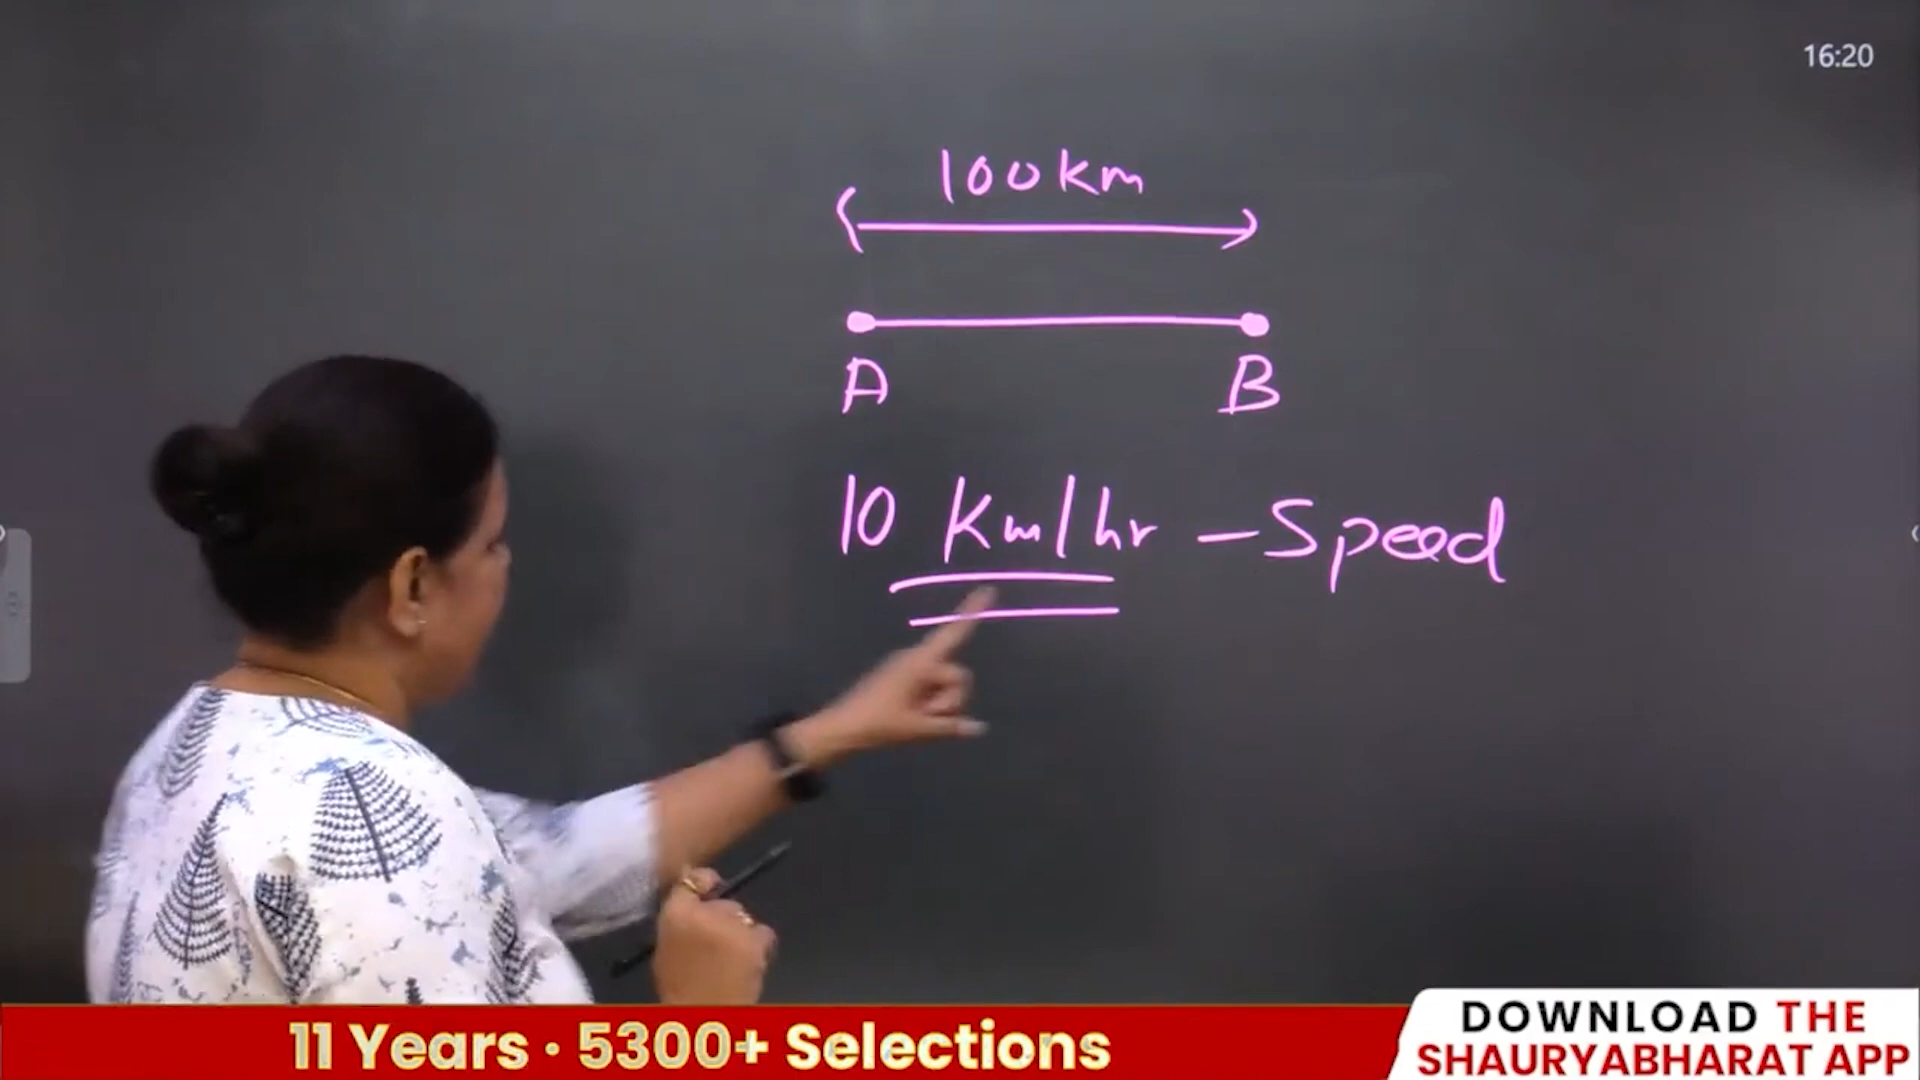 16:20
100km
A B
10 Km/hr - Speed
11 Years · 5300+ Selections
DOWNLOAD THE
SHAURYABHARAT APP